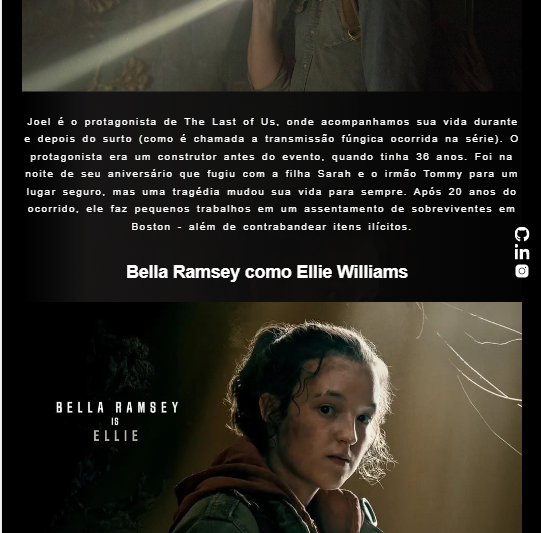 Joel é o protagonista de The Last of Us, onde acompanhamos sua vida durante
e depois do surto (como é chamada a transmissão fúngica ocorrida na série). O
protagonista era um construtor antes do evento, quando tinha 36 anos. Foi na
noite de seu aniversário que fugiu com a filha Sarah e o irmão Tommy para um
lugar seguro, mas uma tragédia mudou sua vida para sempre. Após 20 anos do
ocorrido, ele faz pequenos trabalhos em um assentamento de sobreviventes em
Boston - além de contrabandear itens ilícitos.
Bella Ramsey como Ellie Williams
BELLA RAMSEY
IS
ELLIE